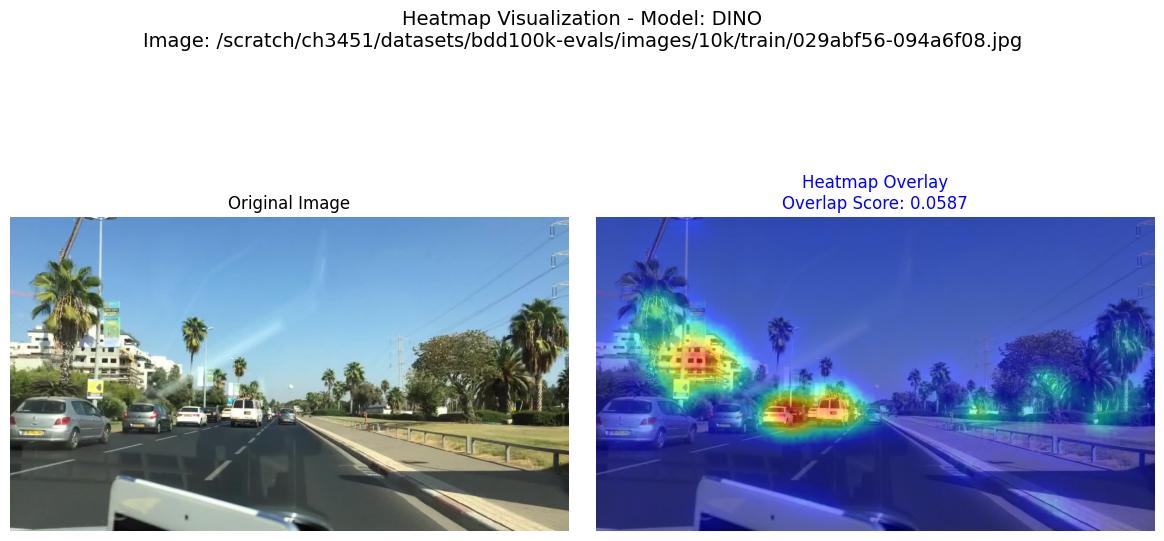 Heatmap Visualization - Model: DINO
Image: /scratch/ch3451/datasets/bdd100k-evals/images/10k/train/029abf56-094a6f08.jpg
Original Image
Heatmap Overlay
Overlap Score: 0.0587